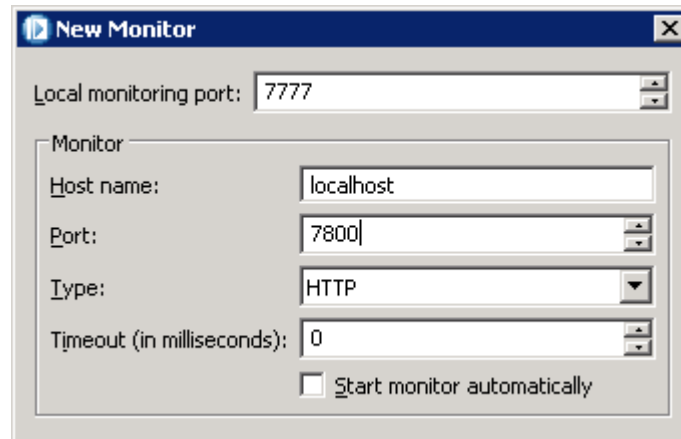 New Monitor
Local monitoring port: 7777
Monitor
Host name: localhost
Port: 7800
Type: HTTP
Timeout (in milliseconds): 0
Start monitor automatically